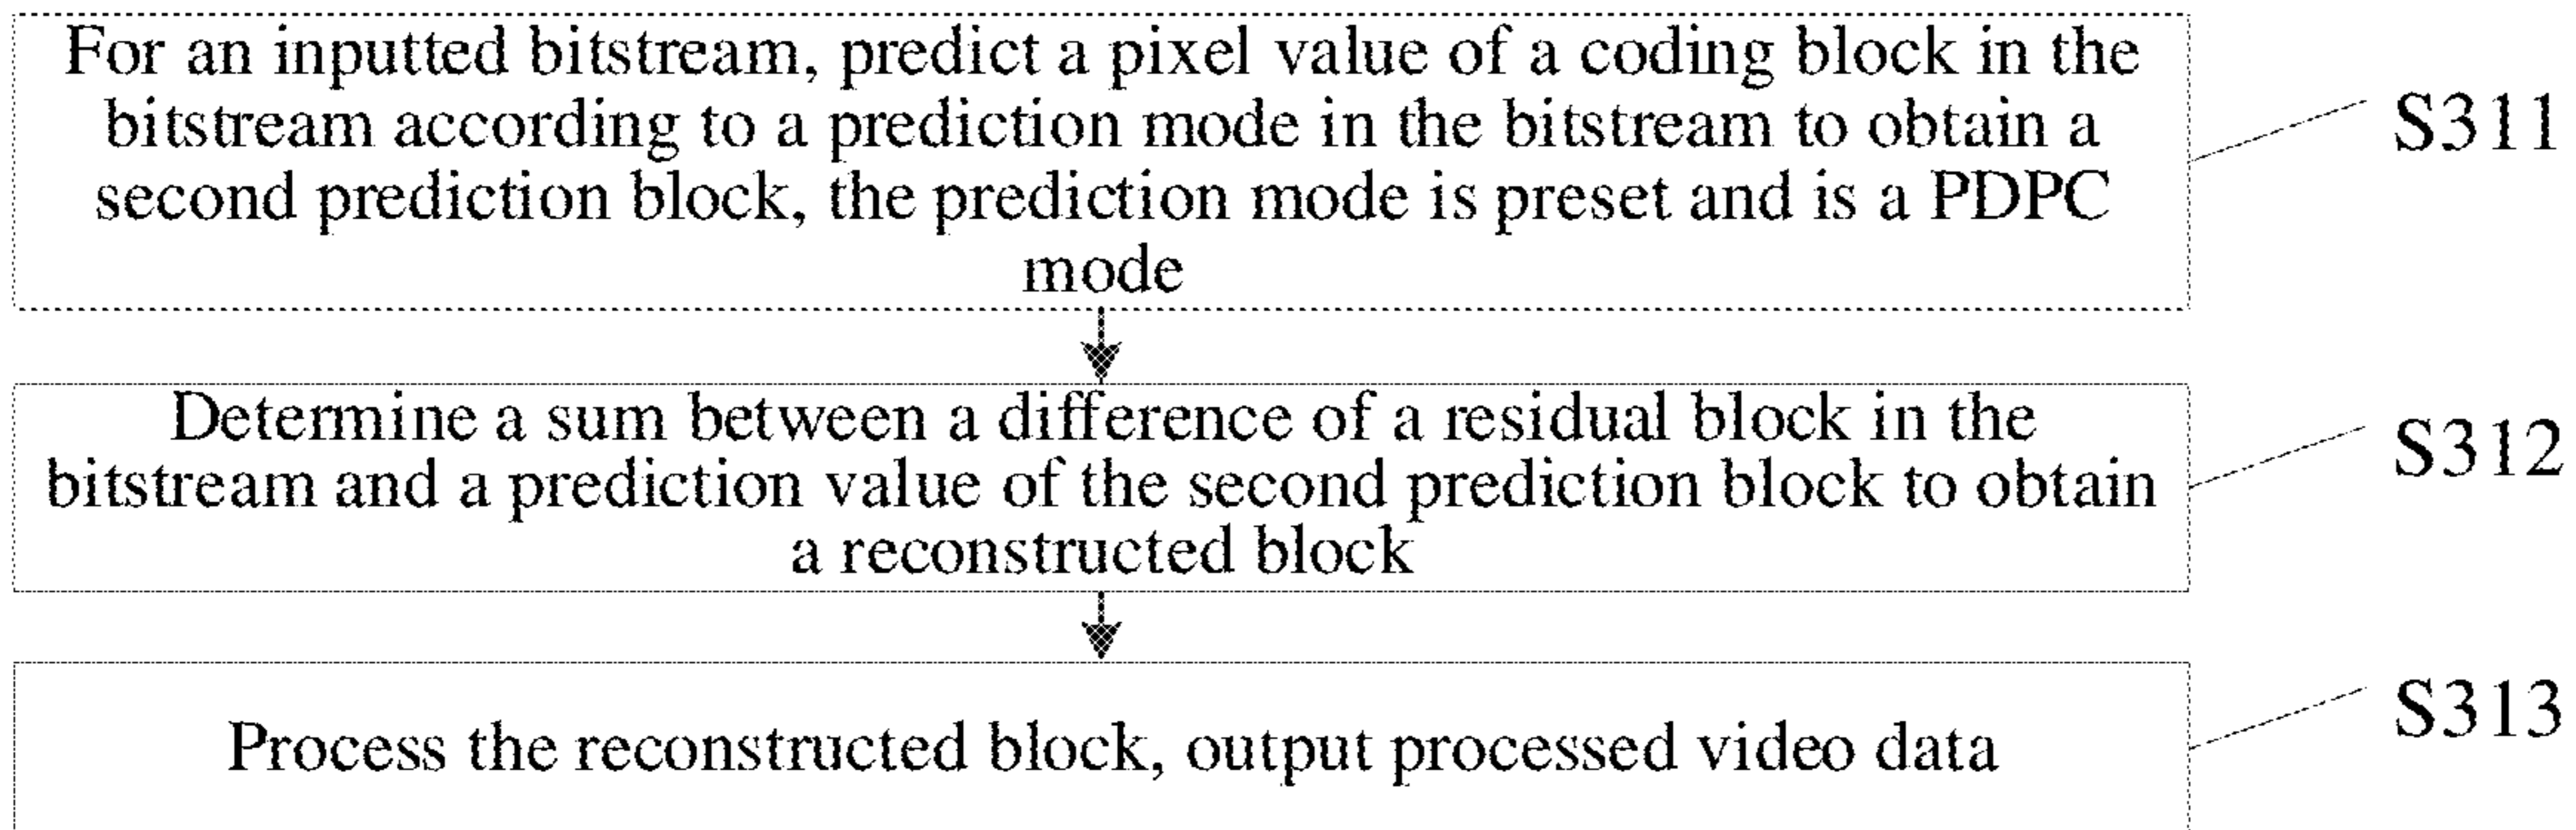 For an inputted bitstream, predict a pixel value of a coding block in the
bitstream according to a prediction mode in the bitstream to obtain a
second prediction block, the prediction mode is preset and is a PDPC
mode
S311
Determine a sum between a difference of a residual block in the
bitstream and a prediction value of the second prediction block to obtain
a reconstructed block
S312
Process the reconstructed block, output processed video data
S313